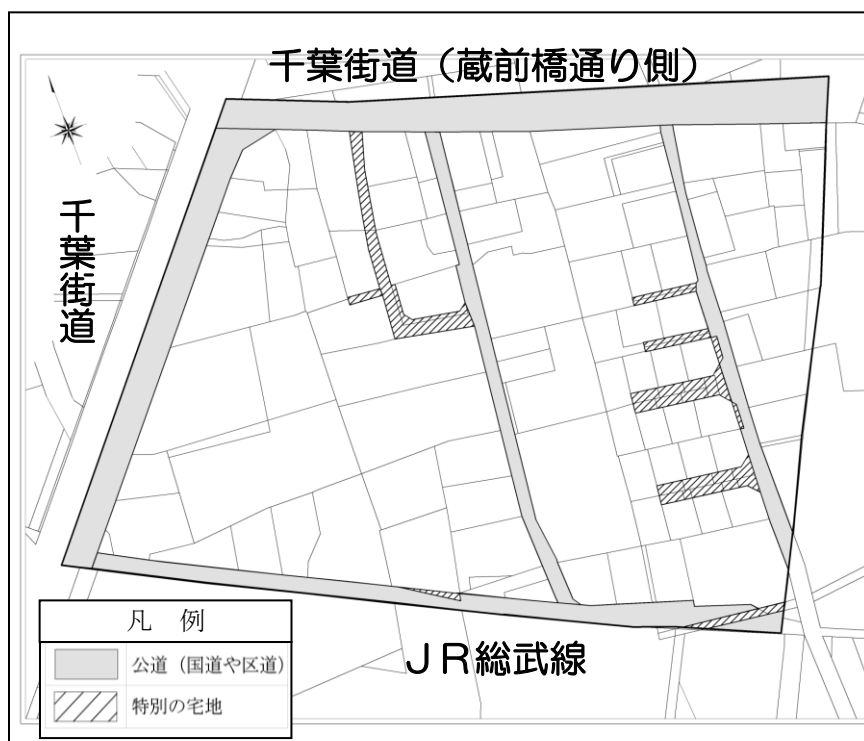 千葉街道（蔵前橋通り側）
千葉街道
ＪＲ総武線
凡 例
公道（国道や区道）
特別の宅地